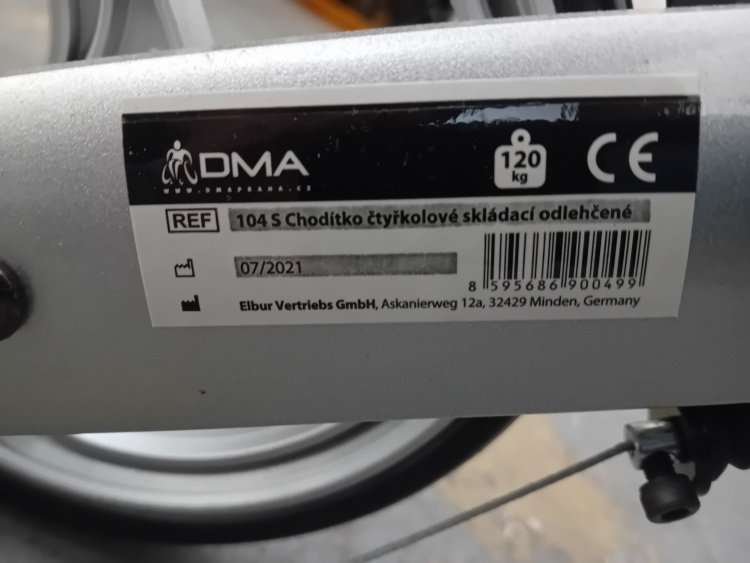 DMA
WWW.DMAPRAHA.CZ
120
kg
CE
REF 104 S Chodítko čtyřkolové skládací odlehčené
07/2021
8 595686 900499
Elbur Vertriebs GmbH, Askanierweg 12a, 32429 Minden, Germany